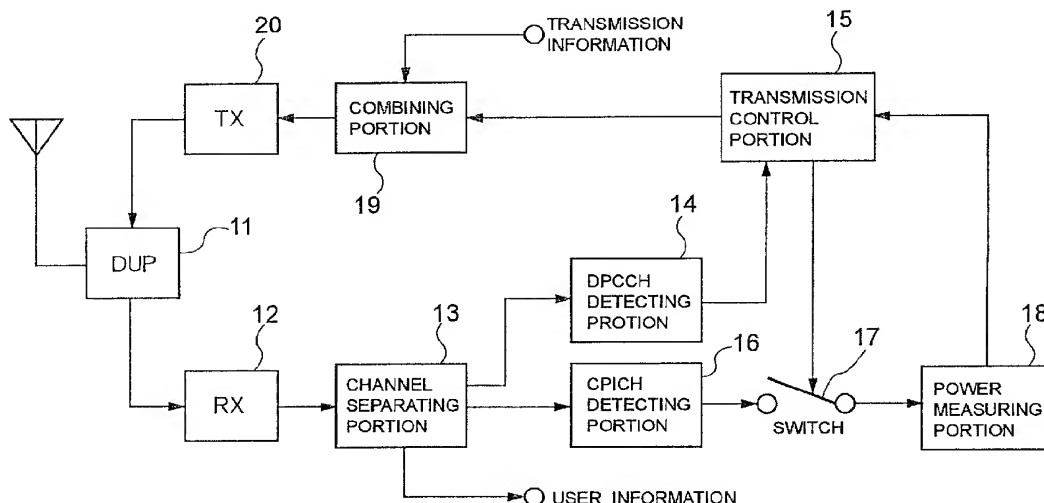 20
TRANSMISSION
INFORMATION
15
TX
COMBINING
PORTION
TRANSMISSION
CONTROL
PORTION
19
11
DUP
14
DPCCH
DETECTING
PROTION
12
13
16
17
18
RX
CHANNEL
SEPARATING
PORTION
CPICH
DETECTING
PORTION
SWITCH
POWER
MEASURING
PORTION
USER INFORMATION